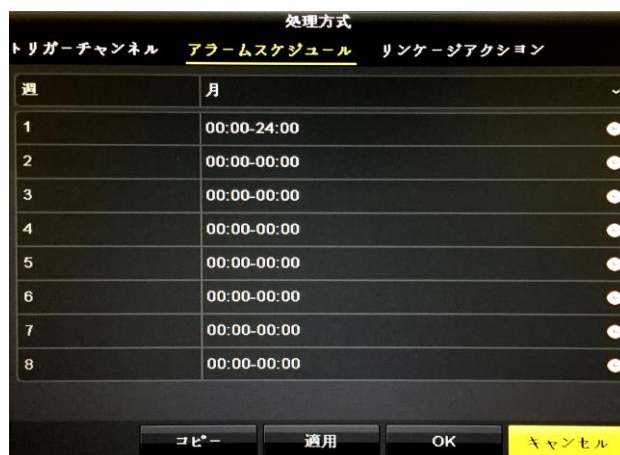 処理方式
トリガーチャンネル アラームスケジュール リンケージアクション
週 月
1 00:00-24:00
2 00:00-00:00
3 00:00-00:00
4 00:00-00:00
5 00:00-00:00
6 00:00-00:00
7 00:00-00:00
8 00:00-00:00
コピー 適用 OK キャンセル